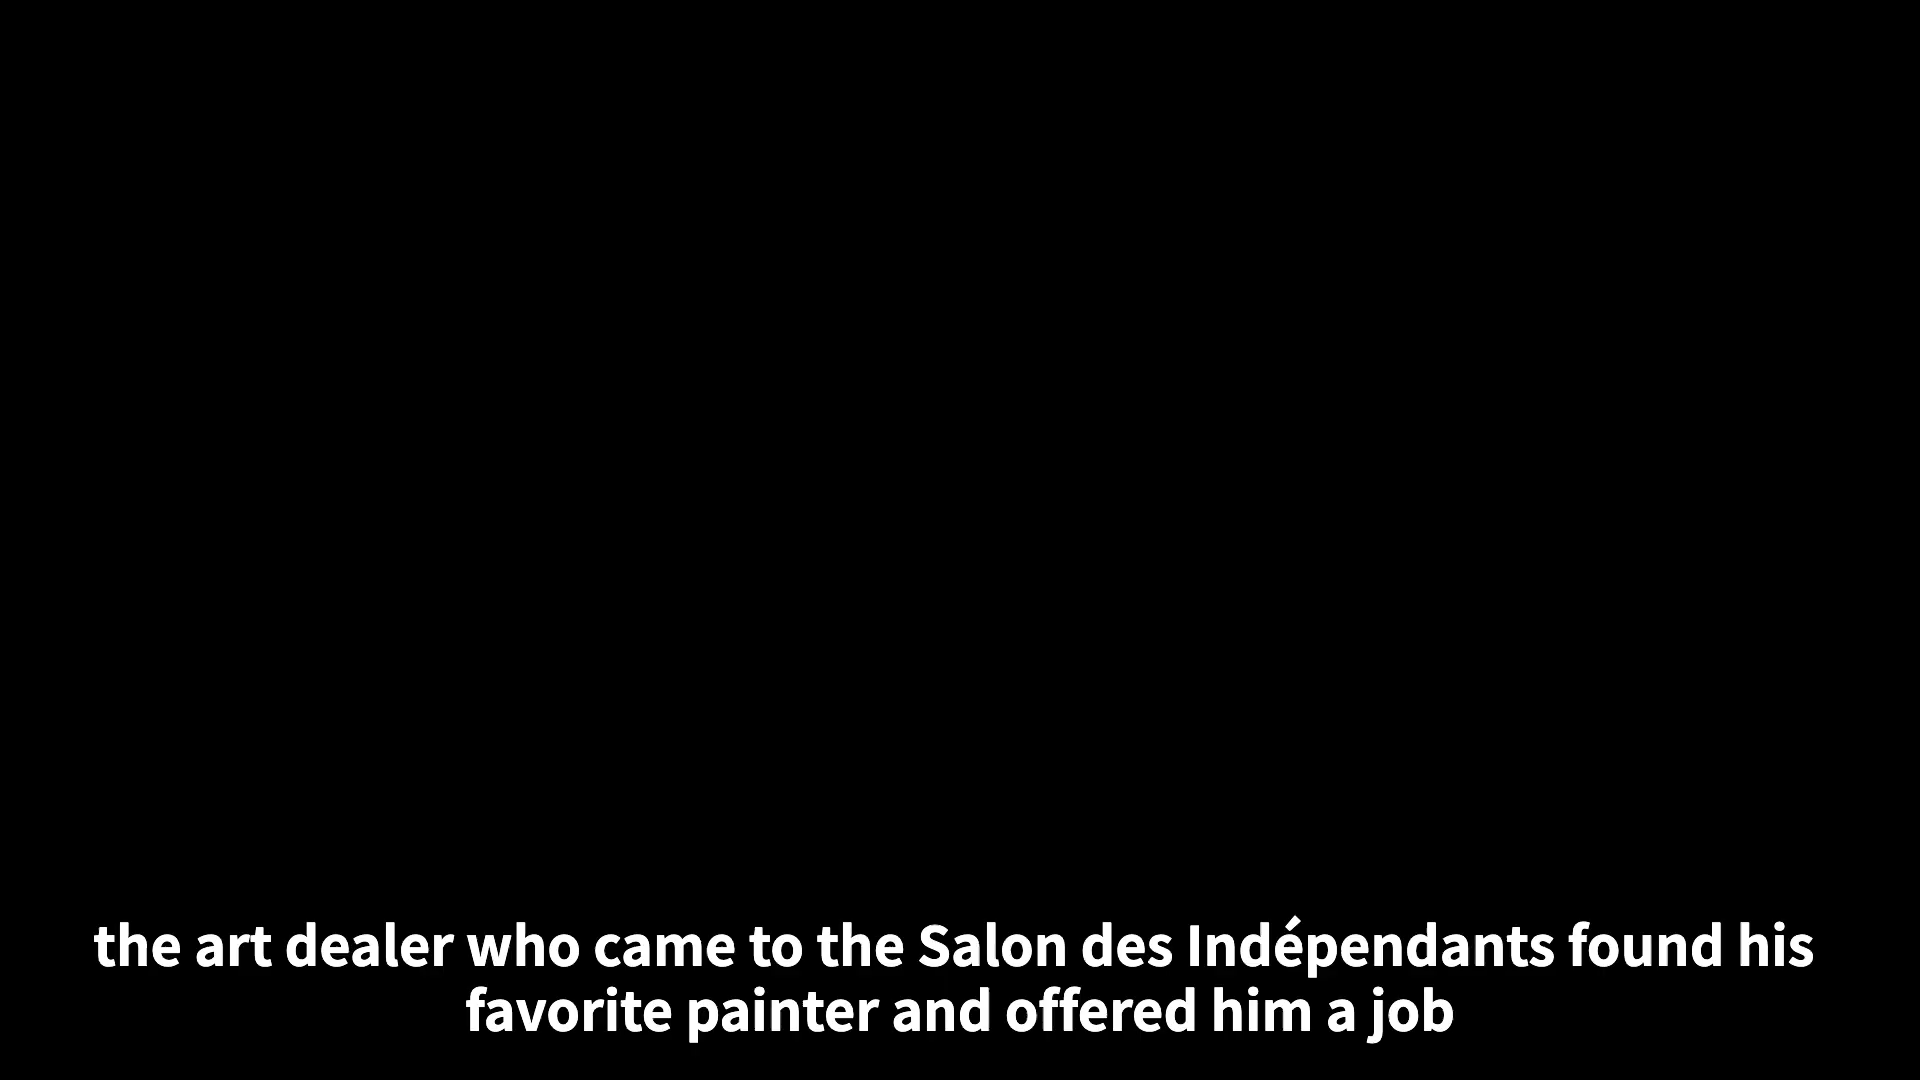 the art dealer who came to the Salon des Indépendants found his
favorite painter and offered him a job